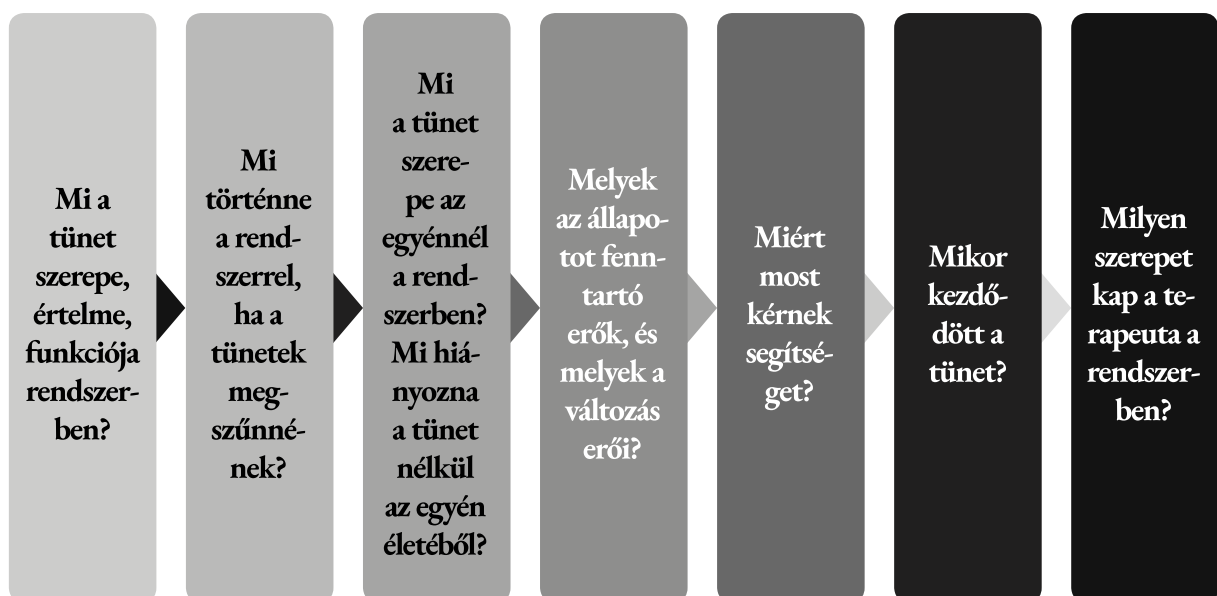 Mi a
tünet
szerepe,
értelme,
funkciója
rendszer-
ben?
Mi
történne
a rend-
szerrel,
ha a
tünetek
meg-
szűnné-
nek?
Mi
a tünet
szere-
pe az
egyénnél
a rend-
szerben?
Mi hiá-
nyozna
a tünet
nélkül
az egyén
életéből?
Melyek
az állapo-
tot fenn-
tartó
erők, és
melyek a
változás
erői?
Miért
most
kérnek
segítsé-
get?
Mikor
kezdő-
dött a
tünet?
Milyen
szerepet
kap a te-
rapeuta a
rendszer-
ben?